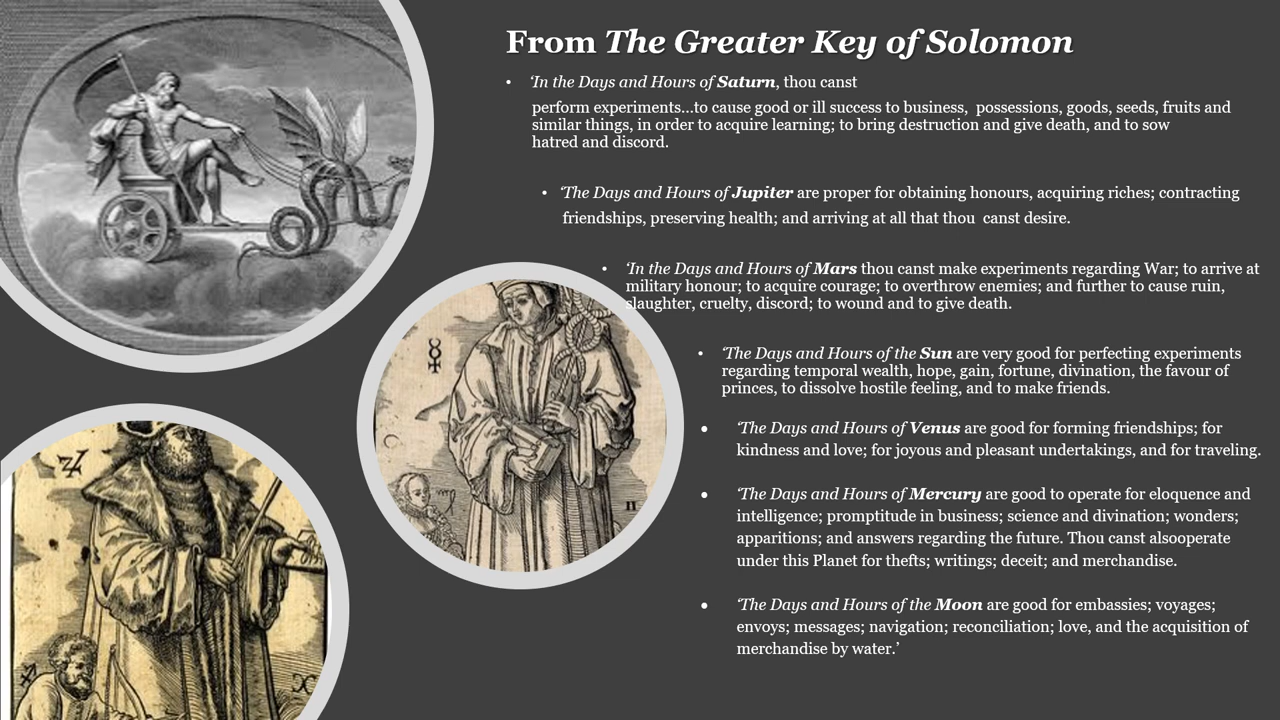 From The Greater Key of Solomon
• ‘In the Days and Hours of Saturn, thou canst
perform experiments...to cause good or ill success to business, possessions, goods, seeds, fruits and
similar things, in order to acquire learning; to bring destruction and give death, and to sow
hatred and discord.
• ‘The Days and Hours of Jupiter are proper for obtaining honours, acquiring riches; contracting
friendships, preserving health; and arriving at all that thou canst desire.
• ‘In the Days and Hours of Mars thou canst make experiments regarding War; to arrive at
military honour; to acquire courage; to overthrow enemies; and further to cause ruin,
slaughter, cruelty, discord; to wound and to give death.
• ‘The Days and Hours of the Sun are very good for perfecting experiments
regarding temporal wealth, hope, gain, fortune, divination, the favour of
princes, to dissolve hostile feeling, and to make friends.
• ‘The Days and Hours of Venus are good for forming friendships; for
kindness and love; for joyous and pleasant undertakings, and for traveling.
• ‘The Days and Hours of Mercury are good to operate for eloquence and
intelligence; promptitude in business; science and divination; wonders;
apparitions; and answers regarding the future. Thou canst alsooperate
under this Planet for thefts; writings; deceit; and merchandise.
• ‘The Days and Hours of the Moon are good for embassies; voyages;
envoys; messages; navigation; reconciliation; love, and the acquisition of
merchandise by water.’